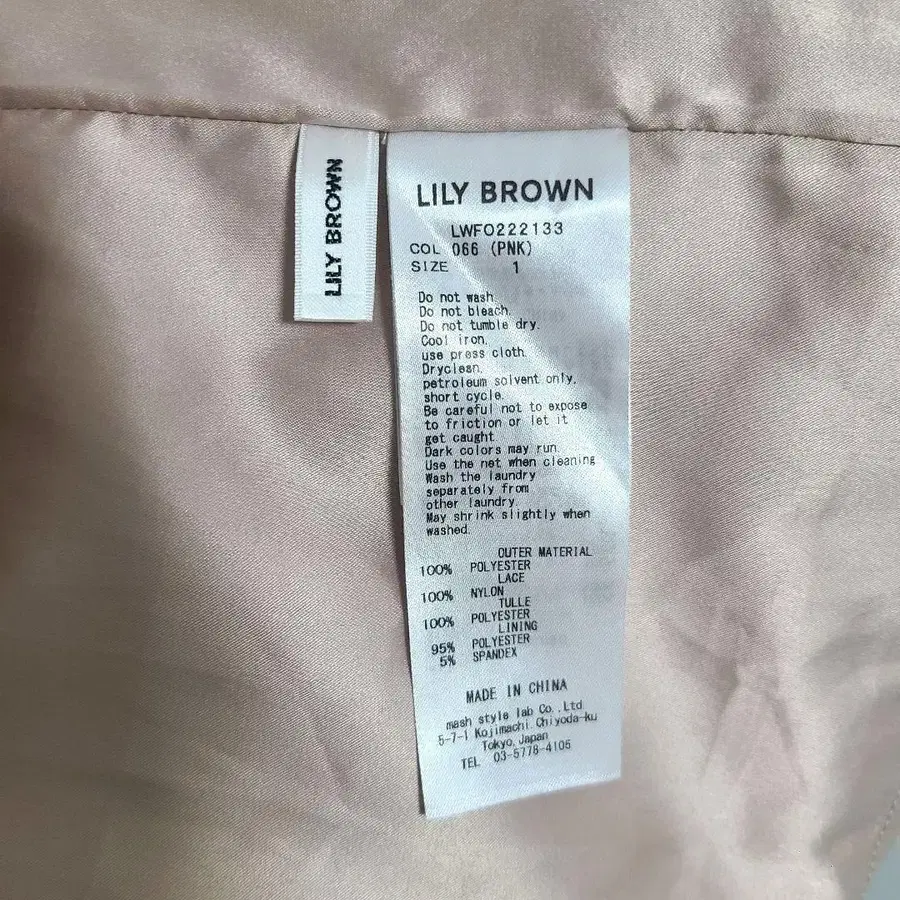 LILY BROWN
LILY BROWN
LWFO222133
COL 066 (PNK)
SIZE 1
Do not wash.
Do not bleach.
Do not tumble dry.
Cool iron.
use press cloth.
Dryclean.
petroleum solvent only,
short cycle.
Be careful not to expose
to friction or let it
get caught
Dark colors may run.
Use the net when cleaning
Wash the laundry
separately from
other laundry.
May shrink slightly when
washed.
OUTER MATERIAL
100% POLYESTER
LACE
100% NYLON
TULLE
100% POLYESTER
LINING
95% POLYESTER
5% SPANDEX
MADE IN CHINA
mash style lab Co.,Ltd
5-7-1 Kojimachi.Chiyoda-ku
Tokyo,Japan
TEL 03-5778-4105